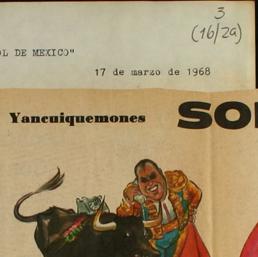 3
(16/2a)
OL DE MEXICO"
17 de marzo de 1968
Yancuiquemones
SO